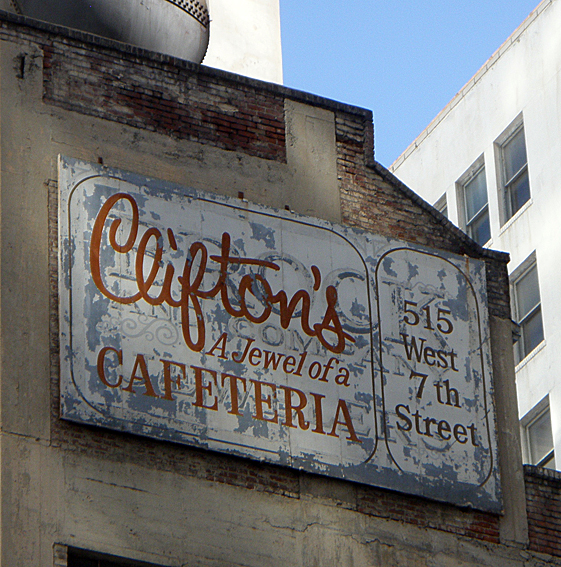 Clifton's
A Jewel of a
CAFETERIA
515
West
7th
Street